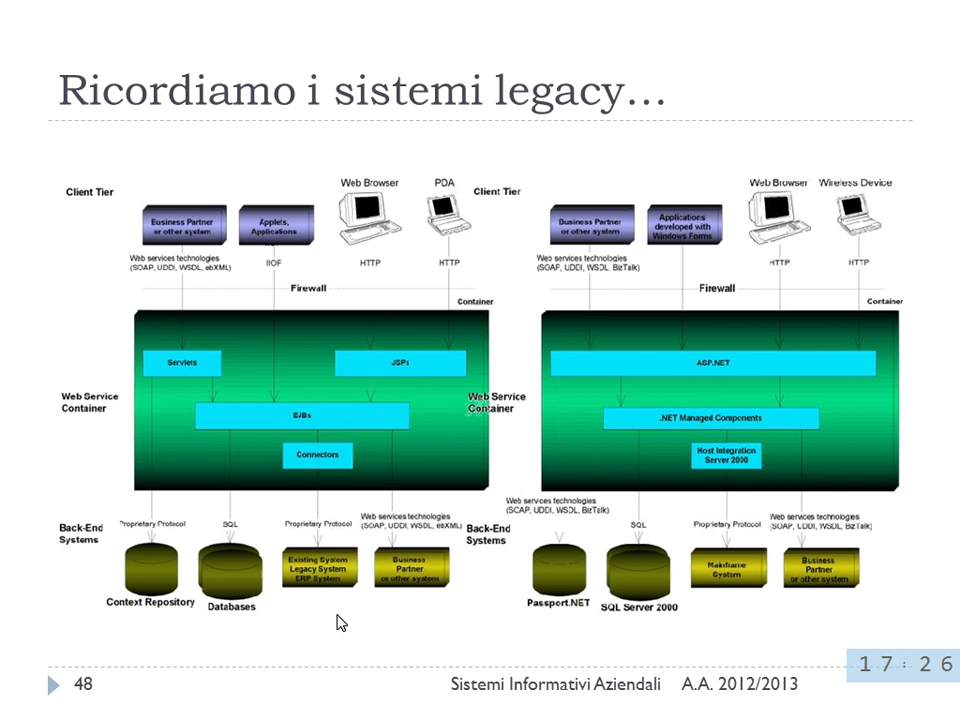 Ricordiamo i sistemi legacy…
Client Tier
Business Partner
or other system
Applets,
Applications
Web Browser
PDA
Web services technologies
(SOAP, UDDI, WSDL, ebXML)
IIOF
HTTP
HTTP
Firewall
Container
Servlets
JSPs
Web Service
Container
EJBs
Connectors
Back-End
Systems
Proprietary Protocol
SQL
Proprietary Protocol
Web services technologies
(SOAP, UDDI, WSDL, ebXML)
Context Repository
Databases
Existing System
Legacy System
ERP System
Business
Partner
or other system
Client Tier
Business Partner
or other system
Applications
developed with
Windows Forms
Web Browser
Wireless Device
Web services technologies
(SOAP, UDDI, WSDL, BizTalk)
HTTP
HTTP
Firewall
Container
ASP.NET
Web Service
Container
.NET Managed Components
Host Integration
Server 2000
Web services technologies
(SOAP, UDDI, WSDL, BizTalk)
Back-End
Systems
SQL
Proprietary Protocol
Web services technologies
(SOAP, UDDI, WSDL, BizTalk)
Passport.NET
SQL Server 2000
Mainframe
System
Business
Partner
or other system
17:26
48
Sistemi Informativi Aziendali A.A. 2012/2013